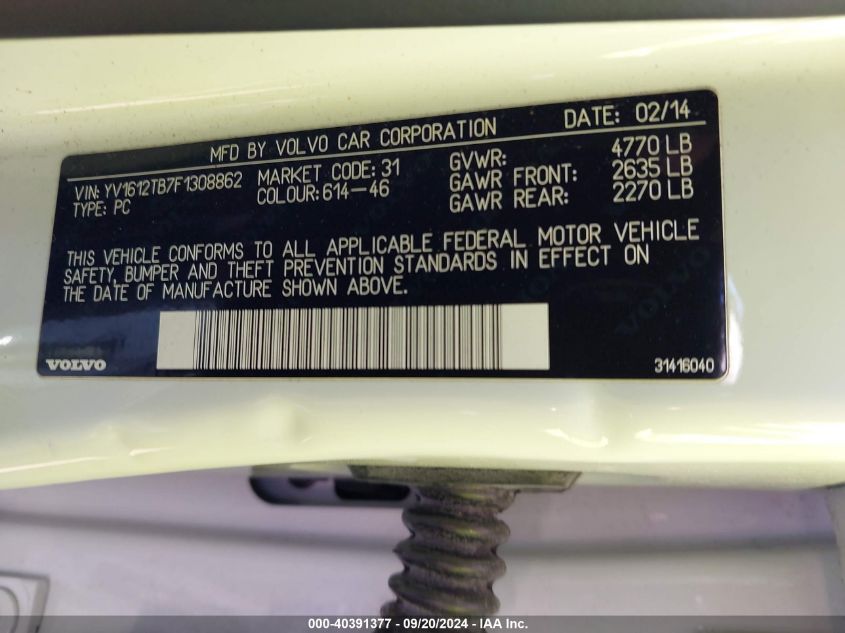 MFD BY VOLVO CAR CORPORATION DATE: 02/14
VIN: YV1612TB7F1308862 MARKET CODE: 31 GVWR: 4770 LB
TYPE: PC COLOUR: 614-46 GAWR FRONT: 2635 LB
GAWR REAR: 2270 LB
THIS VEHICLE CONFORMS TO ALL APPLICABLE FEDERAL MOTOR VEHICLE
SAFETY, BUMPER AND THEFT PREVENTION STANDARDS IN EFFECT ON
THE DATE OF MANUFACTURE SHOWN ABOVE.
VOLVO
31416040
000-40391377 - 09/20/2024 - IAA Inc.